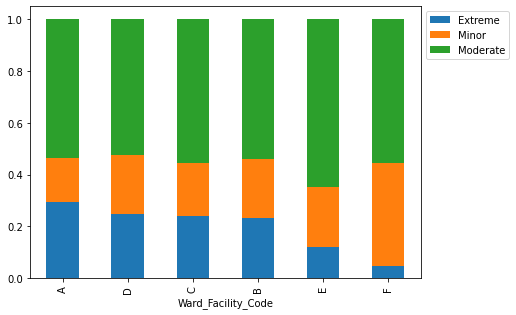 1.0
0.8
0.6
0.4
0.2
0.0
A
D
C
B
E
F
Ward_Facility_Code
Extreme
Minor
Moderate